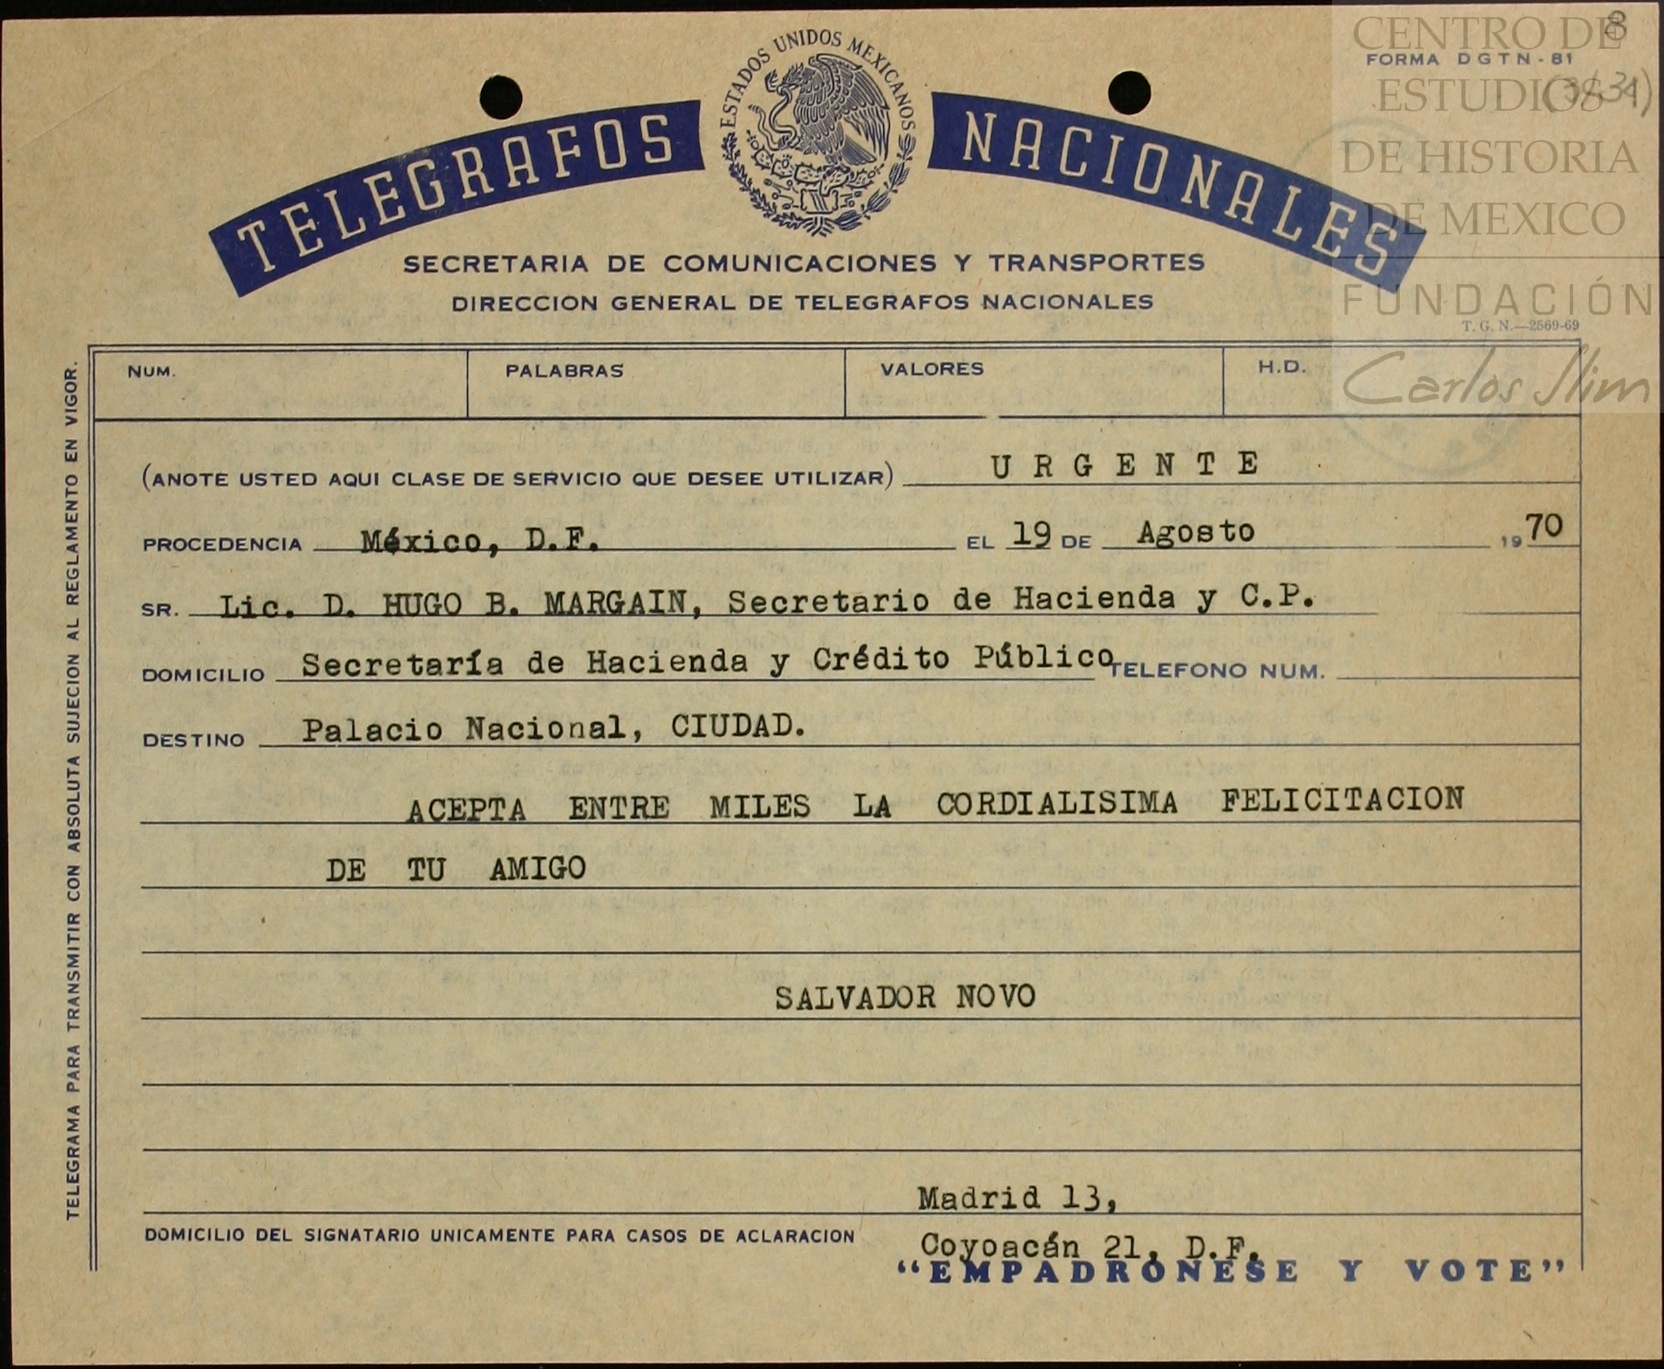 8
FORMA DGTN-81
CENTRO DE
ESTUDIOS
DE HISTORIA
DE MEXICO
FUNDACIÓN
Carlos Slim
ESTADOS UNIDOS MEXICANOS
TELEGRAFOS NACIONALES
SECRETARIA DE COMUNICACIONES Y TRANSPORTES
DIRECCION GENERAL DE TELEGRAFOS NACIONALES
T. G. N.—2569-69
NUM. PALABRAS VALORES H.D.
(ANOTE USTED AQUI CLASE DE SERVICIO QUE DESEE UTILIZAR) U R G E N T E
PROCEDENCIA México, D.F. EL 19 DE Agosto 1970
SR. Lic. D. HUGO B. MARGAIN, Secretario de Hacienda y C.P.
DOMICILIO Secretaría de Hacienda y Crédito Público TELEFONO NUM.
DESTINO Palacio Nacional, CIUDAD.
ACEPTA ENTRE MILES LA CORDIALISIMA FELICITACION
DE TU AMIGO
SALVADOR NOVO
Madrid 13,
DOMICILIO DEL SIGNATARIO UNICAMENTE PARA CASOS DE ACLARACION Coyoacán 21, D.F.
"EMPADRONESE Y VOTE"
TELEGRAMA PARA TRANSMITIR CON ABSOLUTA SUJECION AL REGLAMENTO EN VIGOR.